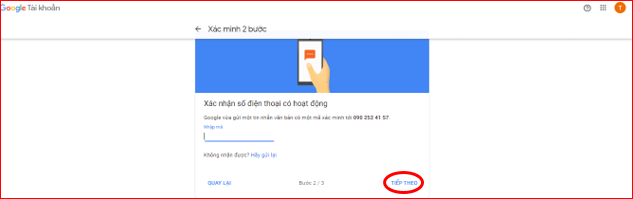 Google Tài khoản
T
← Xác minh 2 bước
Xác nhận số điện thoại có hoạt động
Google vừa gửi một tin nhắn văn bản có một mã xác minh tới 090 252 41 57.
Nhập mã
Không nhận được? Hãy gửi lại
QUAY LẠI Bước 2 / 3 TIẾP THEO